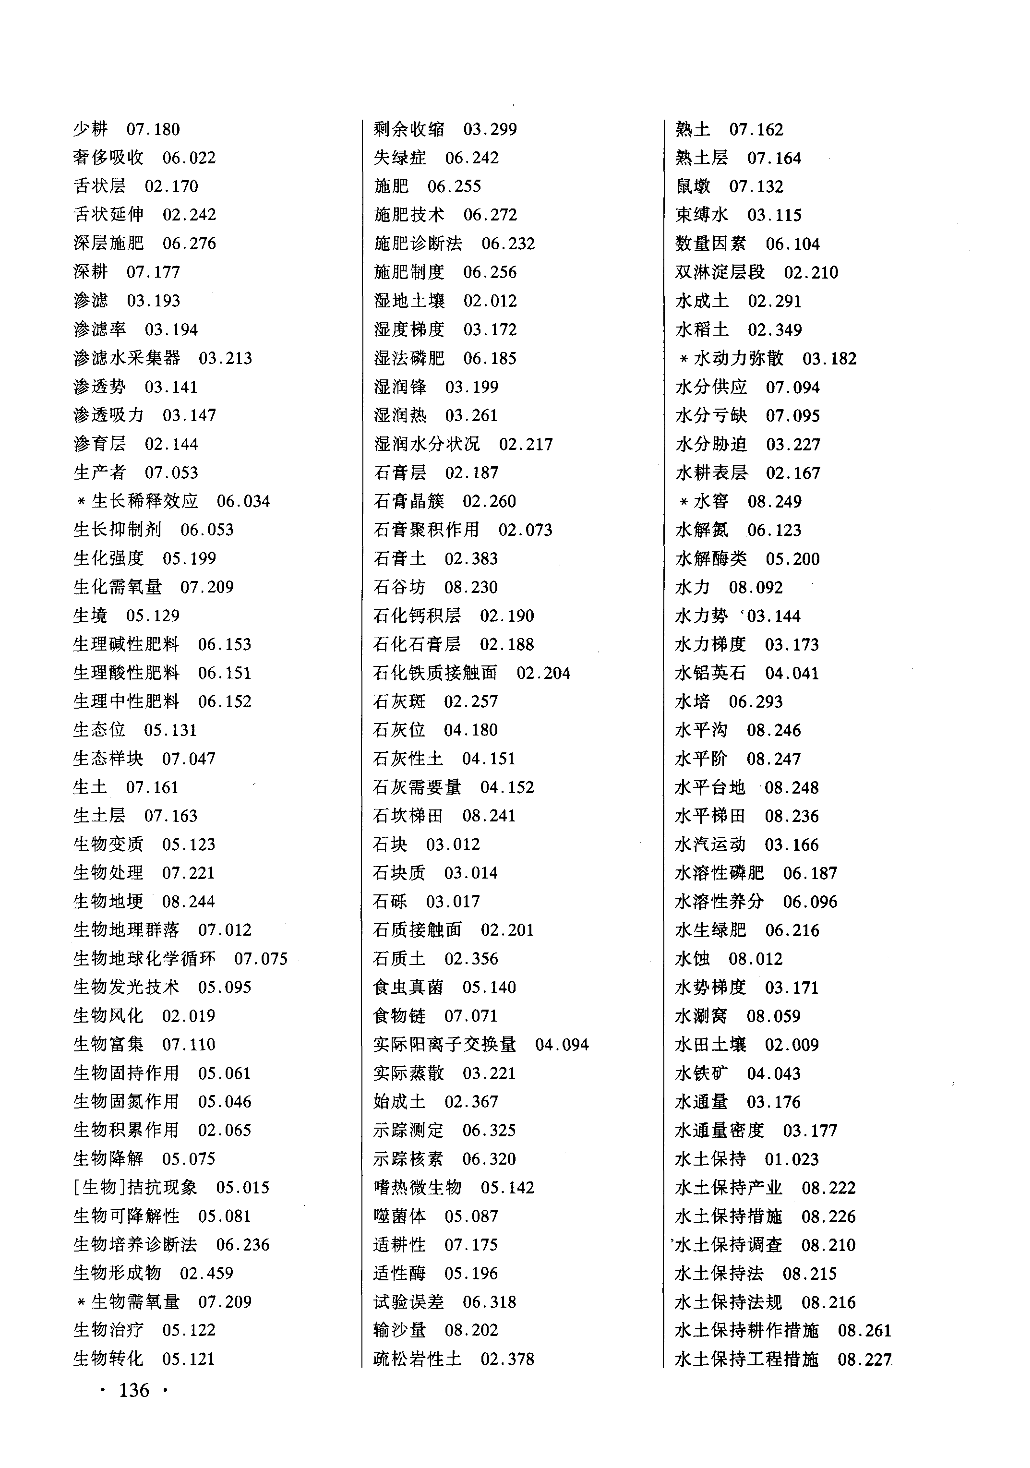 少耕 07.180
奢侈吸收 06.022
舌状层 02.170
舌状延伸 02.242
深层施肥 06.276
深耕 07.177
渗滤 03.193
渗滤率 03.194
渗滤水采集器 03.213
渗透势 03.141
渗透吸力 03.147
渗育层 02.144
生产者 07.053
*生长稀释效应 06.034
生长抑制剂 06.053
生化强度 05.199
生化需氧量 07.209
生境 05.129
生理碱性肥料 06.153
生理酸性肥料 06.151
生理中性肥料 06.152
生态位 05.131
生态样块 07.047
生土 07.161
生土层 07.163
生物变质 05.123
生物处理 07.221
生物地埂 08.244
生物地理群落 07.012
生物地球化学循环 07.075
生物发光技术 05.095
生物风化 02.019
生物富集 07.110
生物固持作用 05.061
生物固氮作用 05.046
生物积累作用 02.065
生物降解 05.075
[生物]拮抗现象 05.015
生物可降解性 05.081
生物培养诊断法 06.236
生物形成物 02.459
*生物需氧量 07.209
生物治疗 05.122
生物转化 05.121
剩余收缩 03.299
失绿症 06.242
施肥 06.255
施肥技术 06.272
施肥诊断法 06.232
施肥制度 06.256
湿地土壤 02.012
湿度梯度 03.172
湿法磷肥 06.185
湿润锋 03.199
湿润热 03.261
湿润水分状况 02.217
石膏层 02.187
石膏晶簇 02.260
石膏聚积作用 02.073
石膏土 02.383
石谷坊 08.230
石化钙积层 02.190
石化石膏层 02.188
石化铁质接触面 02.204
石灰斑 02.257
石灰位 04.180
石灰性土 04.151
石灰需要量 04.152
石坎梯田 08.241
石块 03.012
石块质 03.014
石砾 03.017
石质接触面 02.201
石质土 02.356
食虫真菌 05.140
食物链 07.071
实际阳离子交换量 04.094
实际蒸散 03.221
始成土 02.367
示踪测定 06.325
示踪核素 06.320
嗜热微生物 05.142
噬菌体 05.087
适耕性 07.175
适性酶 05.196
试验误差 06.318
输沙量 08.202
疏松岩性土 02.378
熟土 07.162
熟土层 07.164
鼠墩 07.132
束缚水 03.115
数量因素 06.104
双淋淀层段 02.210
水成土 02.291
水稻土 02.349
*水动力弥散 03.182
水分供应 07.094
水分亏缺 07.095
水分胁迫 03.227
水耕表层 02.167
*水窖 08.249
水解氮 06.123
水解酶类 05.200
水力 08.092
水力势 03.144
水力梯度 03.173
水铝英石 04.041
水培 06.293
水平沟 08.246
水平阶 08.247
水平台地 08.248
水平梯田 08.236
水汽运动 03.166
水溶性磷肥 06.187
水溶性养分 06.096
水生绿肥 06.216
水蚀 08.012
水势梯度 03.171
水涮窝 08.059
水田土壤 02.009
水铁矿 04.043
水通量 03.176
水通量密度 03.177
水土保持 01.023
水土保持产业 08.222
水土保持措施 08.226
水土保持调查 08.210
水土保持法 08.215
水土保持法规 08.216
水土保持耕作措施 08.261
水土保持工程措施 08.227
· 136 ·